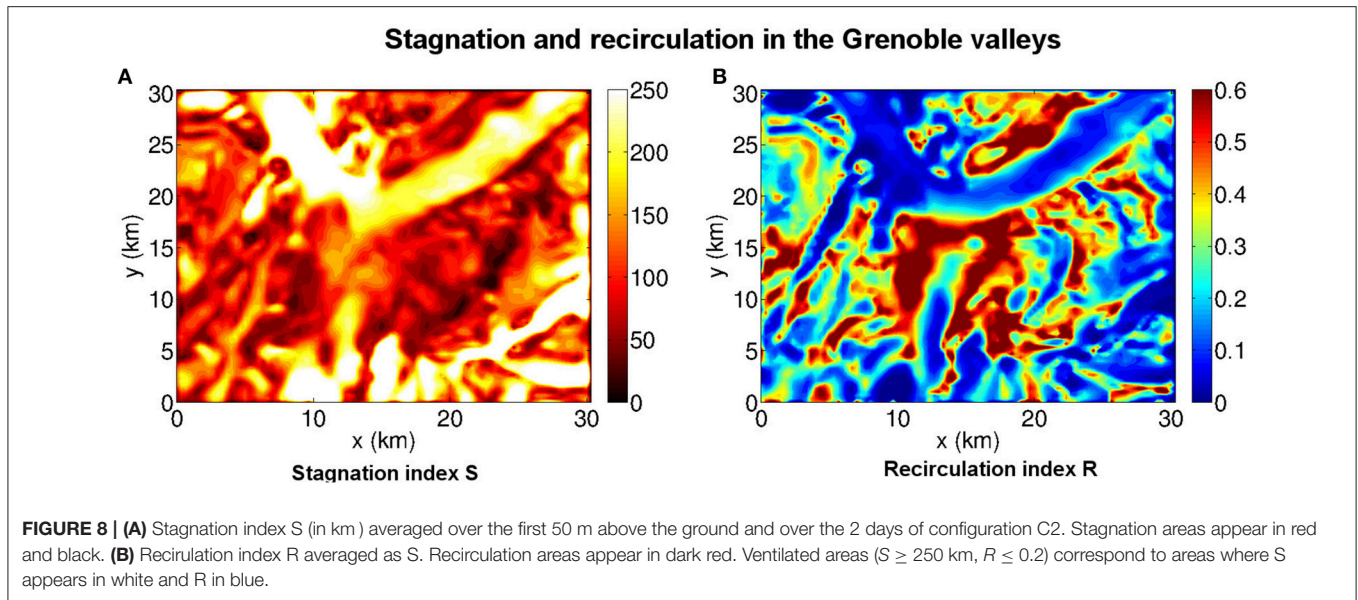 Stagnation and recirculation in the Grenoble valleys
A
B
30
25
20
15
10
5
0
y (km)
0
10
20
30
x (km)
250
200
150
100
50
0
Stagnation index S
30
25
20
15
10
5
0
y (km)
0
10
20
30
x (km)
0.6
0.5
0.4
0.3
0.2
0.1
0
Recirculation index R
FIGURE 8 | (A) Stagnation index S (in km) averaged over the first 50 m above the ground and over the 2 days of configuration C2. Stagnation areas appear in red
and black. (B) Recirulation index R averaged as S. Recirculation areas appear in dark red. Ventilated areas (S ≥ 250 km, R ≤ 0.2) correspond to areas where S
appears in white and R in blue.